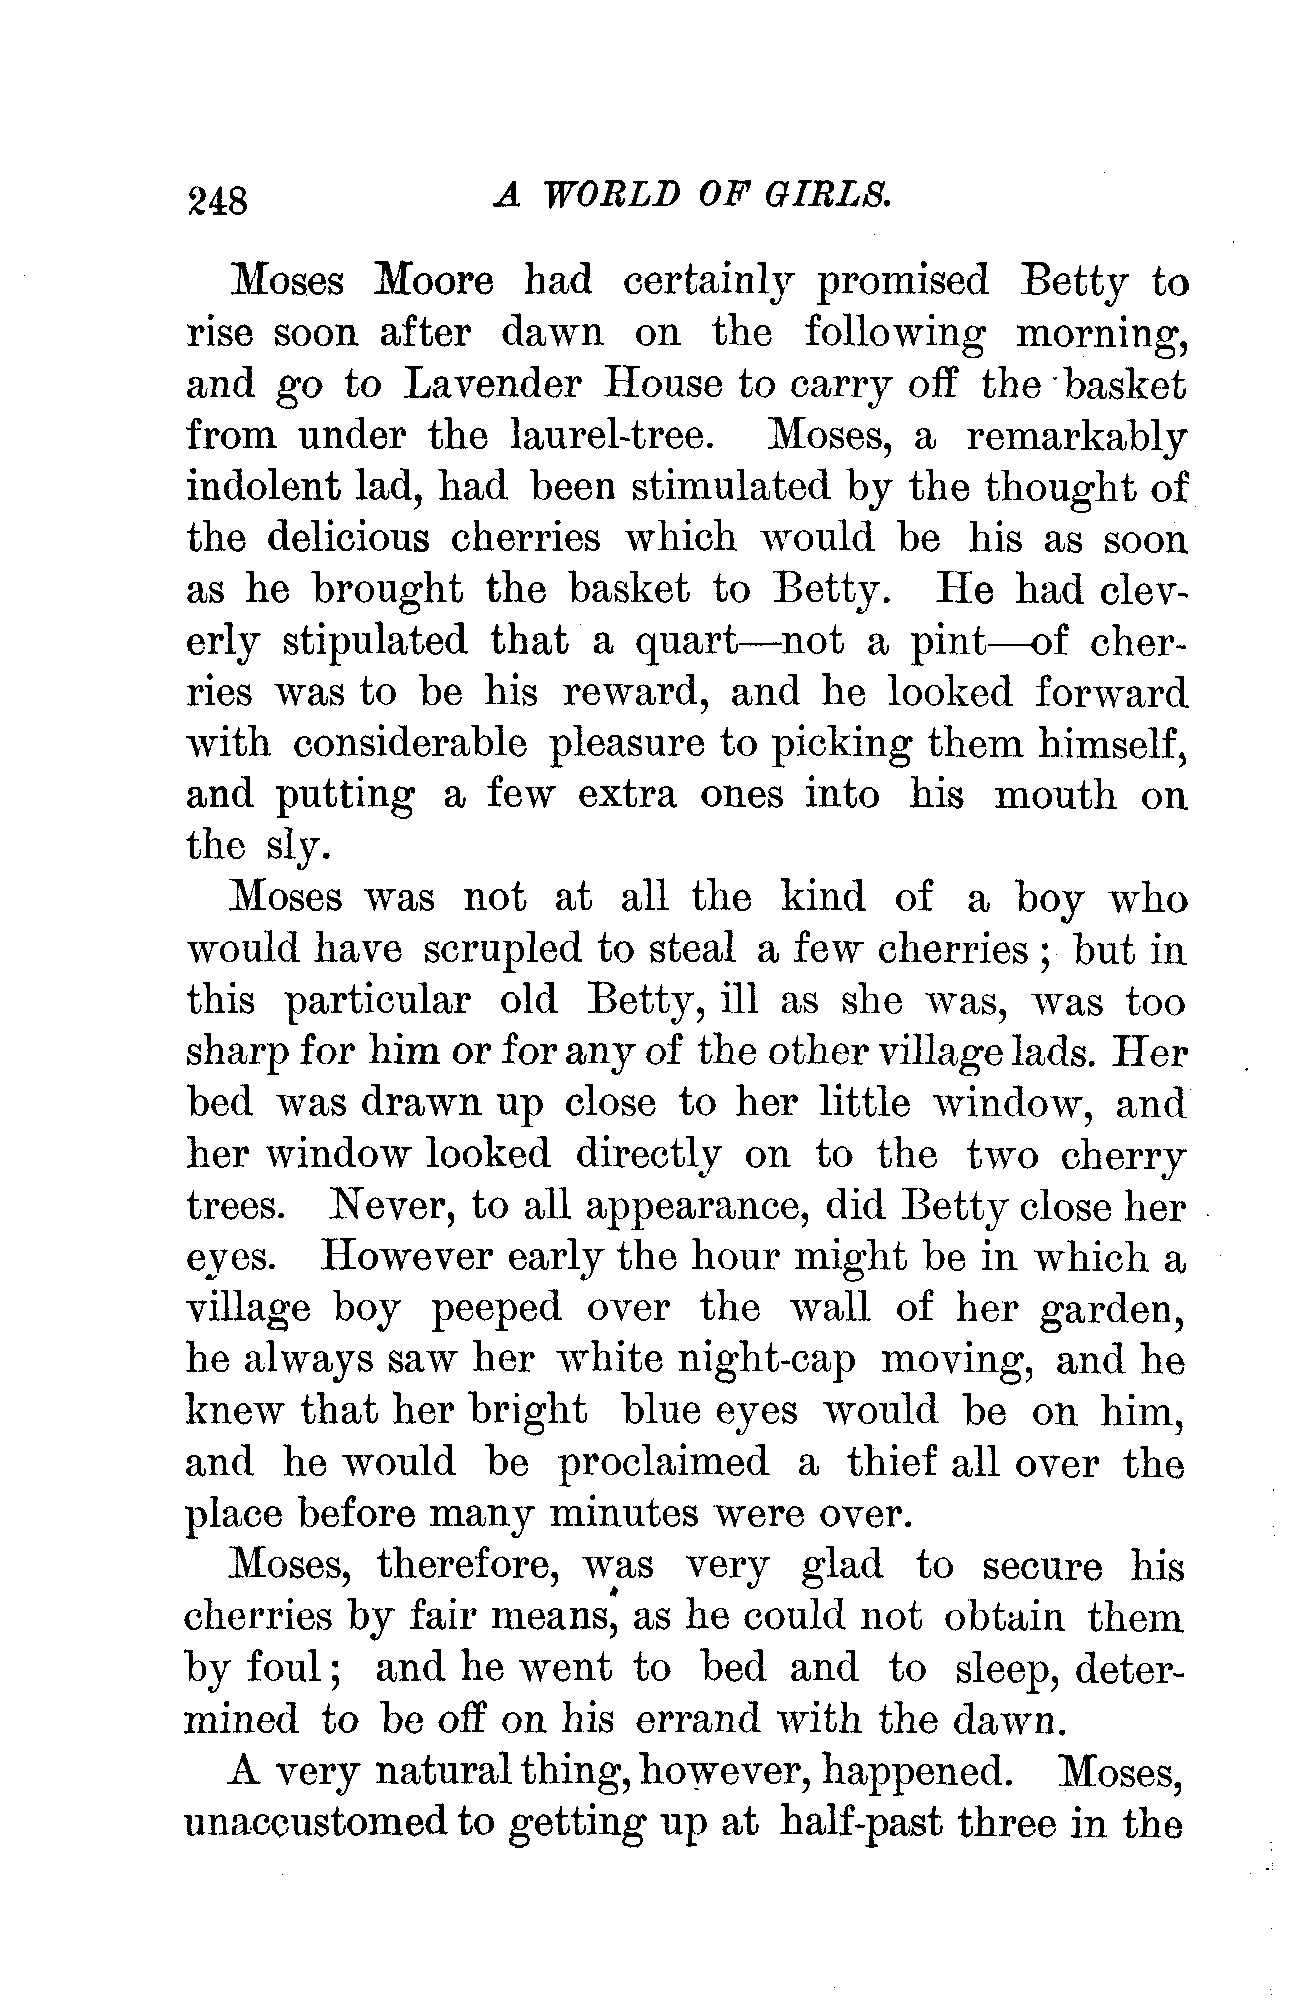 248 A WORLD OF GIRLS.
Moses Moore had certainly promised Betty to
rise soon after dawn on the following morning,
and go to Lavender House to carry off the basket
from under the laurel-tree. Moses, a remarkably
indolent lad, had been stimulated by the thought of
the delicious cherries which would be his as soon
as he brought the basket to Betty. He had clev-
erly stipulated that a quart—not a pint—of cher-
ries was to be his reward, and he looked forward
with considerable pleasure to picking them himself,
and putting a few extra ones into his mouth on
the sly.
Moses was not at all the kind of a boy who
would have scrupled to steal a few cherries ; but in
this particular old Betty, ill as she was, was too
sharp for him or for any of the other village lads. Her
bed was drawn up close to her little window, and
her window looked directly on to the two cherry
trees. Never, to all appearance, did Betty close her
eyes. However early the hour might be in which a
village boy peeped over the wall of her garden,
he always saw her white night-cap moving, and he
knew that her bright blue eyes would be on him,
and he would be proclaimed a thief all over the
place before many minutes were over.
Moses, therefore, was very glad to secure his
cherries by fair means, as he could not obtain them
by foul ; and he went to bed and to sleep, deter-
mined to be off on his errand with the dawn.
A very natural thing, however, happened. Moses,
unaccustomed to getting up at half-past three in the